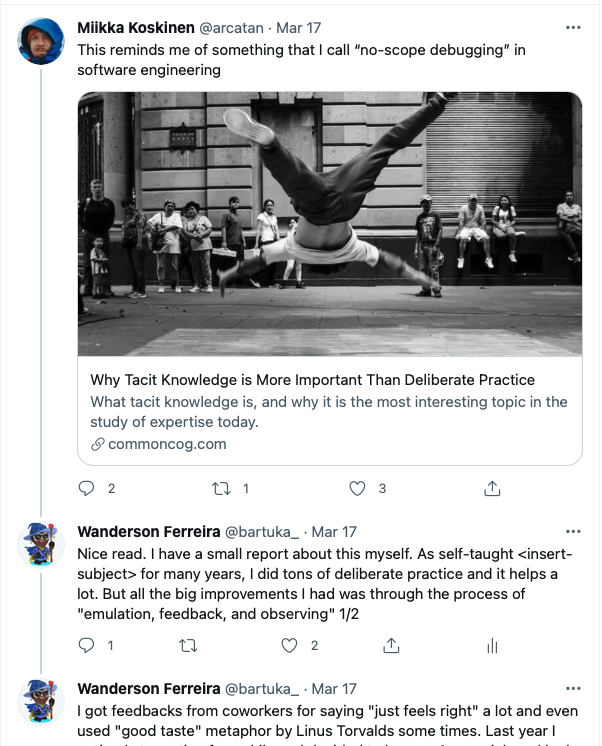 Miikka Koskinen @arcatan · Mar 17
This reminds me of something that I call “no-scope debugging” in
software engineering
Why Tacit Knowledge is More Important Than Deliberate Practice
What tacit knowledge is, and why it is the most interesting topic in the
study of expertise today.
commoncog.com
2 1 3
Wanderson Ferreira @bartuka_ · Mar 17
Nice read. I have a small report about this myself. As self-taught <insert-
subject> for many years, I did tons of deliberate practice and it helps a
lot. But all the big improvements I had was through the process of
"emulation, feedback, and observing" 1/2
1 2
Wanderson Ferreira @bartuka_ · Mar 17
I got feedbacks from coworkers for saying "just feels right" a lot and even
used "good taste" metaphor by Linus Torvalds some times. Last year I